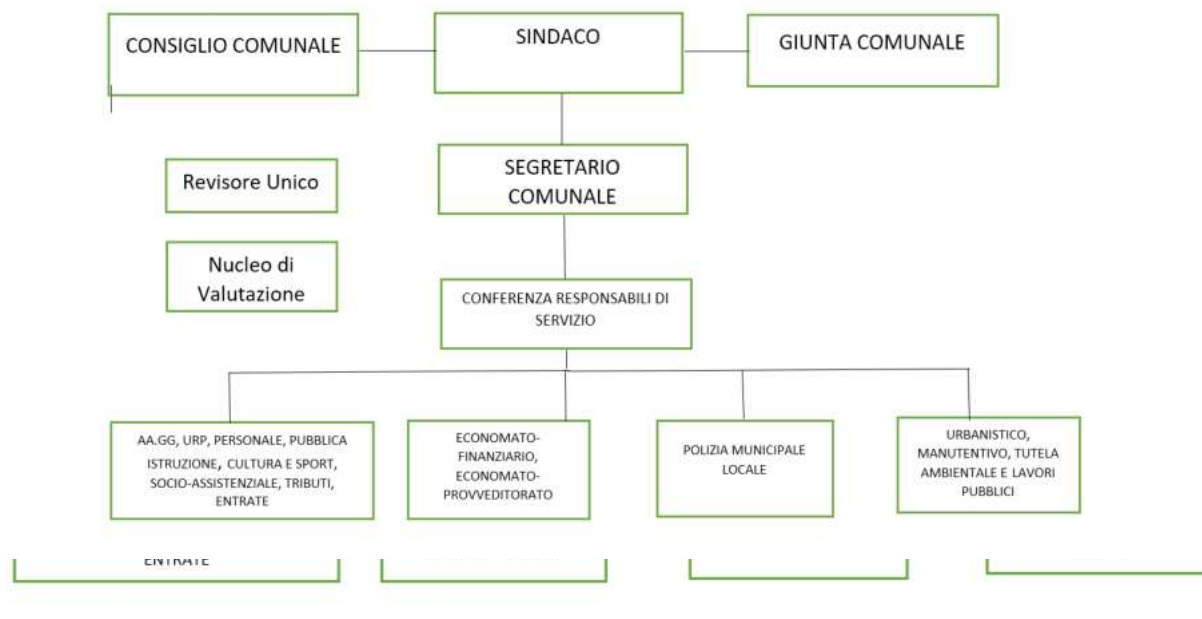 CONSIGLIO COMUNALE
SINDACO
GIUNTA COMUNALE
SEGRETARIO
COMUNALE
Revisore Unico
Nucleo di
Valutazione
CONFERENZA RESPONSABILI DI
SERVIZIO
AA.GG, URP, PERSONALE, PUBBLICA
ISTRUZIONE, CULTURA E SPORT,
SOCIO-ASSISTENZIALE, TRIBUTI,
ENTRATE
ECONOMATO-
FINANZIARIO,
ECONOMATO-
PROVVEDITORATO
POLIZIA MUNICIPALE
LOCALE
URBANISTICO,
MANUTENTIVO, TUTELA
AMBIENTALE E LAVORI
PUBBLICI
ENTRATE